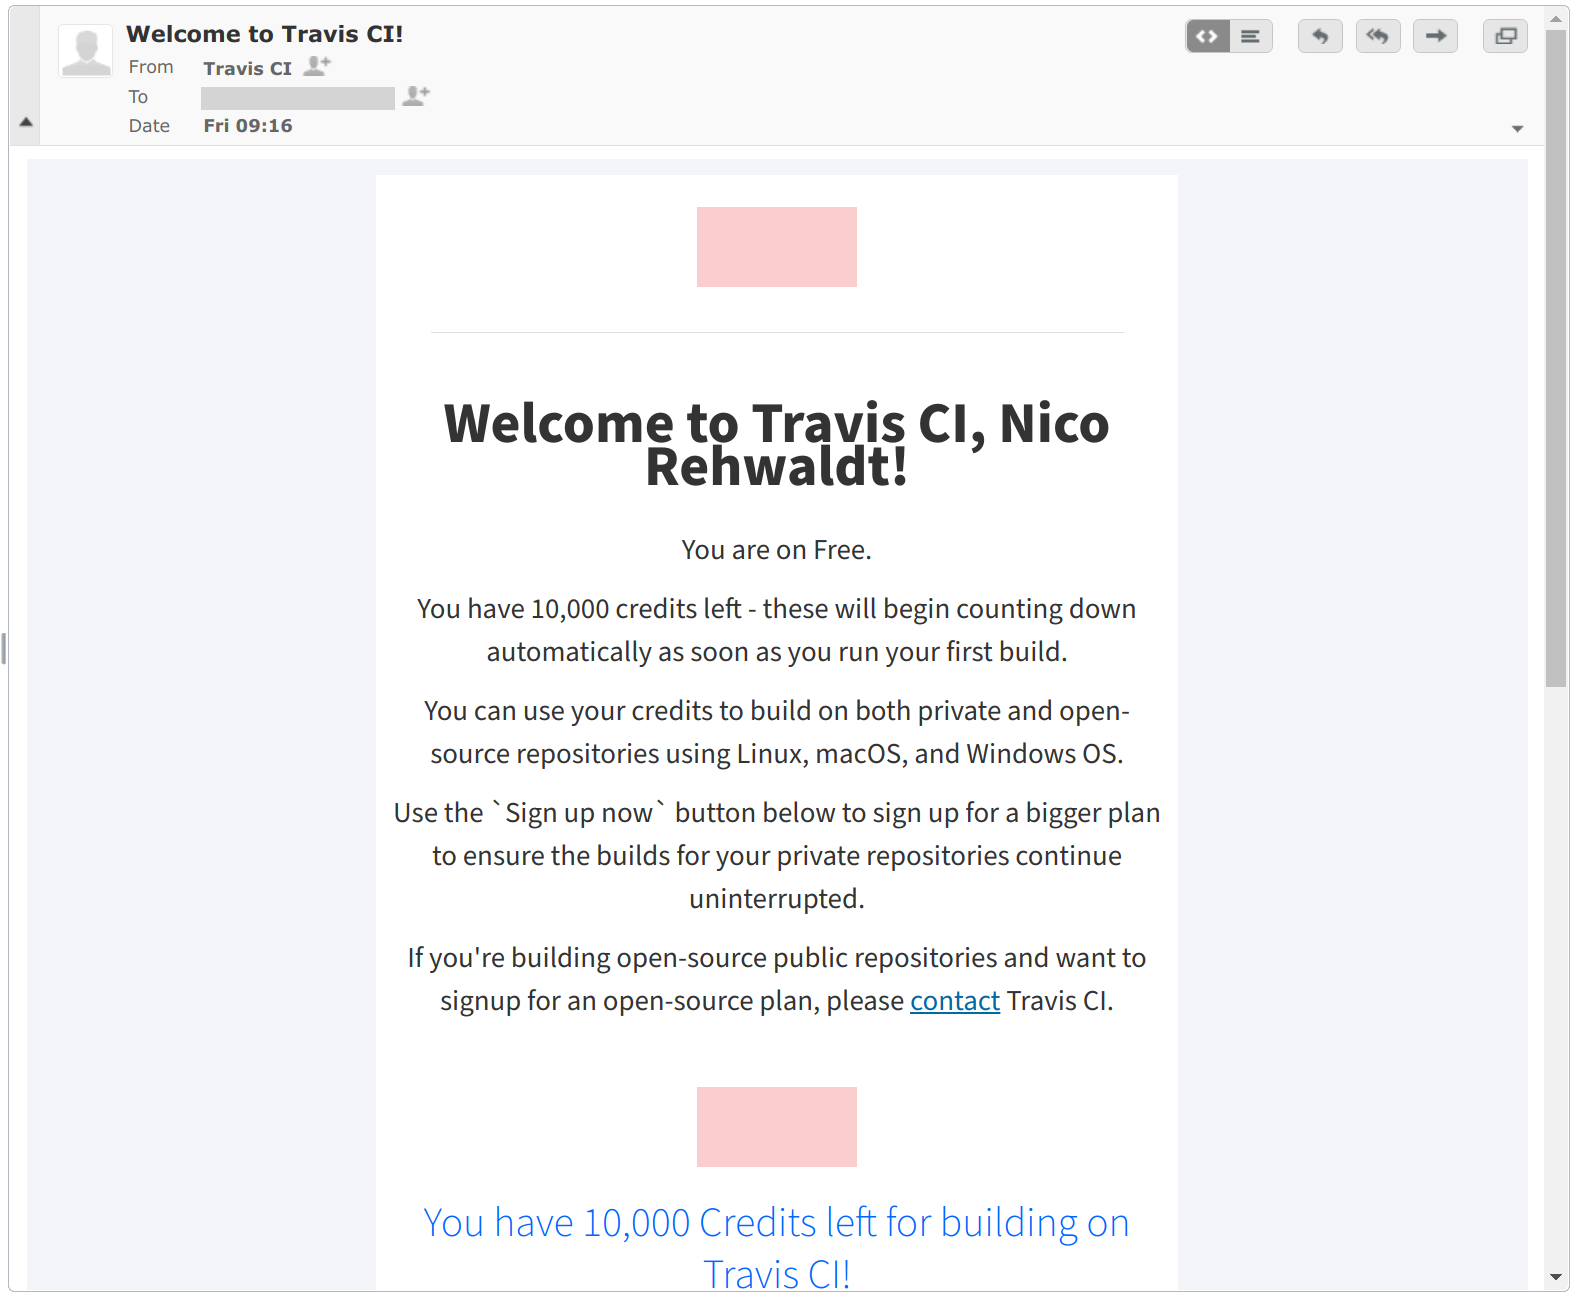 Welcome to Travis CI!
From Travis CI
To
Date Fri 09:16
Welcome to Travis CI, Nico
Rehwaldt!
You are on Free.
You have 10,000 credits left - these will begin counting down
automatically as soon as you run your first build.
You can use your credits to build on both private and open-
source repositories using Linux, macOS, and Windows OS.
Use the `Sign up now` button below to sign up for a bigger plan
to ensure the builds for your private repositories continue
uninterrupted.
If you're building open-source public repositories and want to
signup for an open-source plan, please contact Travis CI.
You have 10,000 Credits left for building on
Travis CI!